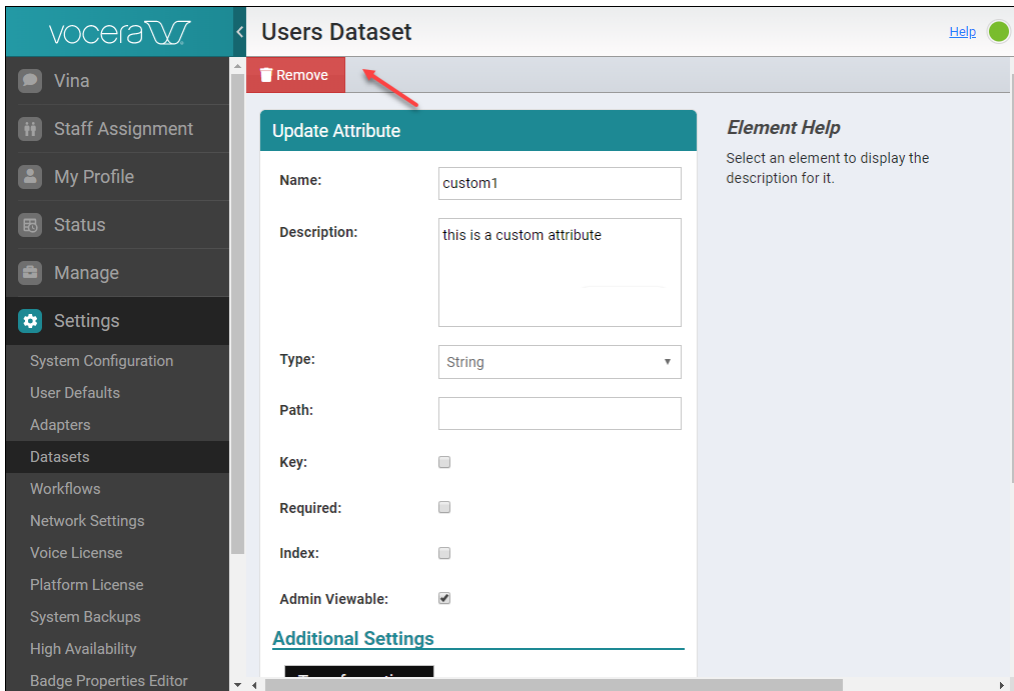 vocera
Users Dataset
Help
Vina
Staff Assignment
My Profile
Status
Manage
Settings
System Configuration
User Defaults
Adapters
Datasets
Workflows
Network Settings
Voice License
Platform License
System Backups
High Availability
Badge Properties Editor
Remove
Update Attribute
Name:
custom1
Description:
this is a custom attribute
Type:
String
Path:
Key:
Required:
Index:
Admin Viewable:
Additional Settings
Element Help
Select an element to display the
description for it.